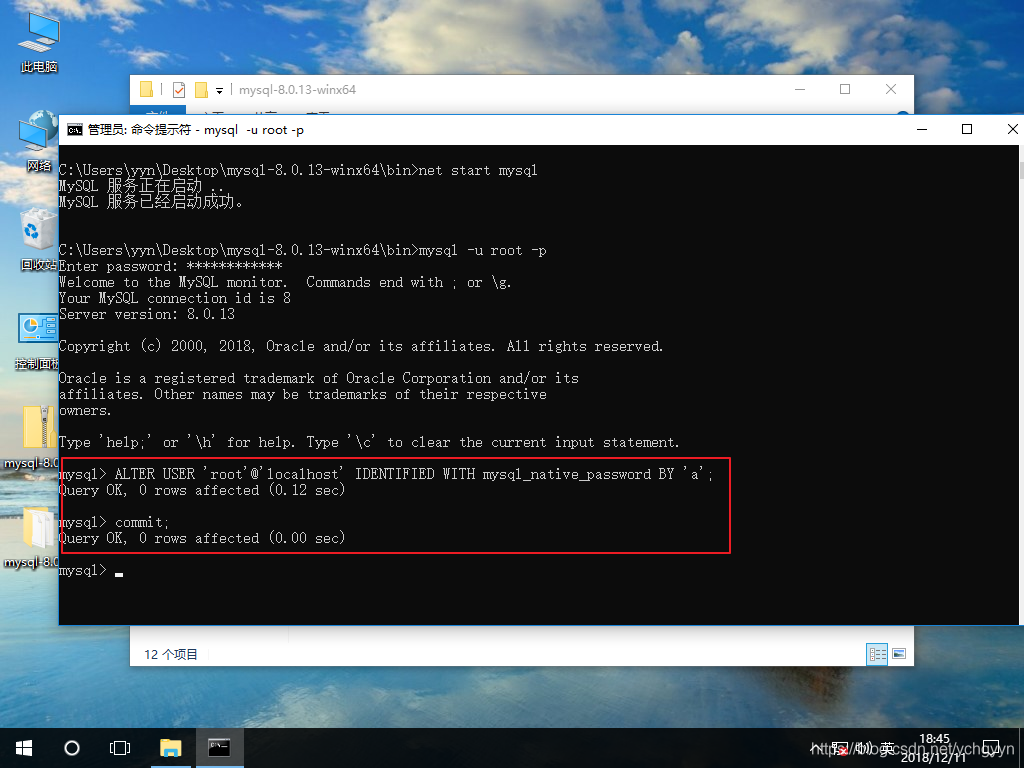 此电脑
网络
回收站
控制面板
mysql-8.0
mysql-8.0
mysql-8.0.13-winx64
管理员: 命令提示符 - mysql  -u root -p
C:\Users\yyn\Desktop\mysql-8.0.13-winx64\bin>net start mysql
MySQL 服务正在启动 ..
MySQL 服务已经启动成功。
C:\Users\yyn\Desktop\mysql-8.0.13-winx64\bin>mysql -u root -p
Enter password: ************
Welcome to the MySQL monitor.  Commands end with ; or \g.
Your MySQL connection id is 8
Server version: 8.0.13
Copyright (c) 2000, 2018, Oracle and/or its affiliates. All rights reserved.
Oracle is a registered trademark of Oracle Corporation and/or its
affiliates. Other names may be trademarks of their respective
owners.
Type 'help;' or '\h' for help. Type '\c' to clear the current input statement.
mysql> ALTER USER 'root'@'localhost' IDENTIFIED WITH mysql_native_password BY 'a';
Query OK, 0 rows affected (0.12 sec)
mysql> commit;
Query OK, 0 rows affected (0.00 sec)
mysql>
12 个项目
英
18:45
2018/12/11
https://blog.csdn.net/ychgyyn